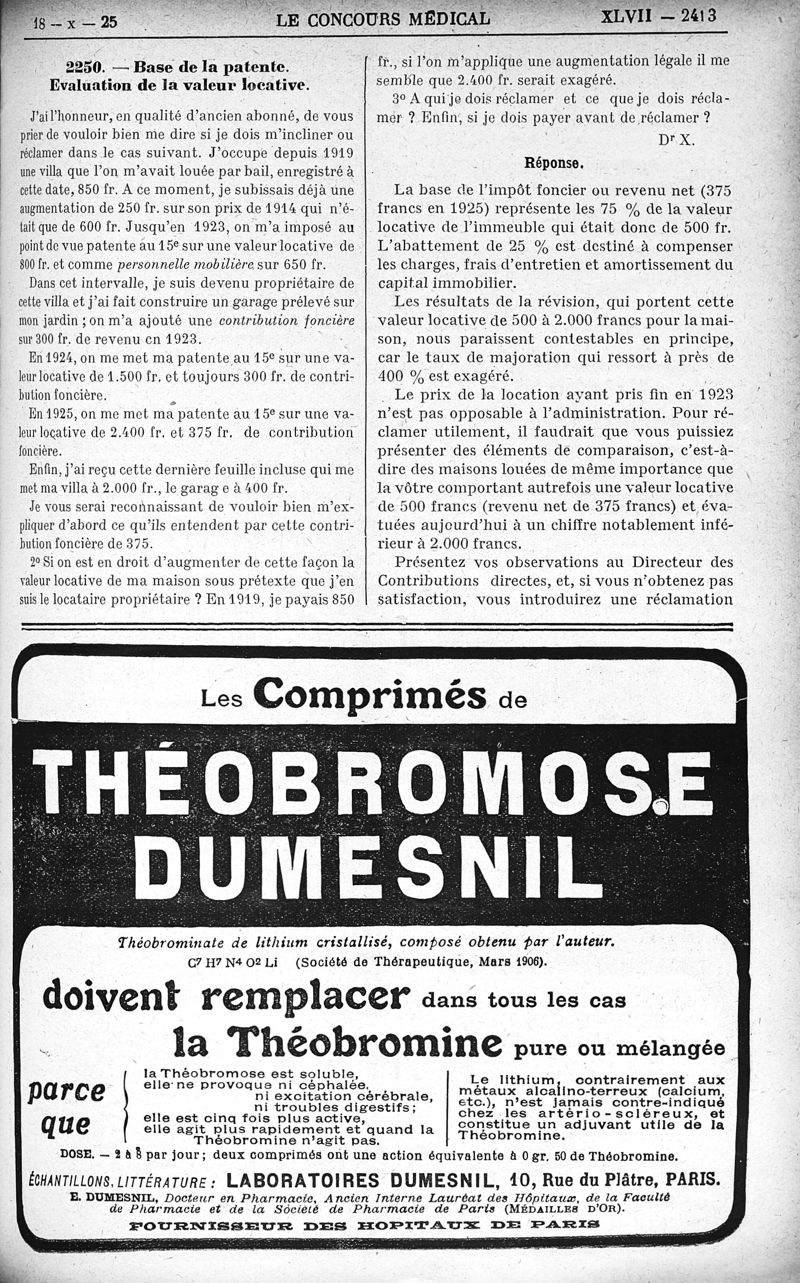 18 — x — 25
LE CONCOURS MÉDICAL
XLVII — 2413
2250. — Base de la patente.
Evaluation de la valeur locative.
J'ai l'honneur, en qualité d'ancien abonné, de vous
prier de vouloir bien me dire si je dois m'incliner ou
réclamer dans le cas suivant. J'occupe depuis 1919
une villa que l'on m'avait louée par bail, enregistré à
cette date, 850 fr. A ce moment, je subissais déjà une
augmentation de 250 fr. sur son prix de 1914 qui n'é-
tait que de 600 fr. Jusqu'en 1923, on m'a imposé au
point de vue patente au 15e sur une valeur locative de
800 fr. et comme personnelle mobilière sur 650 fr.
Dans cet intervalle, je suis devenu propriétaire de
cette villa et j'ai fait construire un garage prélevé sur
mon jardin ; on m'a ajouté une contribution foncière
sur 300 fr. de revenu en 1923.
En 1924, on me met ma patente au 15e sur une va-
leur locative de 1.500 fr. et toujours 300 fr. de contri-
bution foncière.
En 1925, on me met ma patente au 15e sur une va-
leur locative de 2.400 fr. et 375 fr. de contribution
foncière.
Enfin, j'ai reçu cette dernière feuille incluse qui me
met ma villa à 2.000 fr., le garag e à 400 fr.
Je vous serai reconnaissant de vouloir bien m'ex-
pliquer d'abord ce qu'ils entendent par cette contri-
bution foncière de 375.
2o Si on est en droit d'augmenter de cette façon la
valeur locative de ma maison sous prétexte que j'en
suis le locataire propriétaire ? En 1919, je payais 850
fr., si l'on m'applique une augmentation légale il me
semble que 2.400 fr. serait exagéré.
3o A qui je dois réclamer et ce que je dois récla-
mer ? Enfin, si je dois payer avant de réclamer ?
Dr X.
Réponse.
La base de l'impôt foncier ou revenu net (375
francs en 1925) représente les 75 % de la valeur
locative de l'immeuble qui était donc de 500 fr.
L'abattement de 25 % est destiné à compenser
les charges, frais d'entretien et amortissement du
capital immobilier.
Les résultats de la révision, qui portent cette
valeur locative de 500 à 2.000 francs pour la mai-
son, nous paraissent contestables en principe,
car le taux de majoration qui ressort à près de
400 % est exagéré.
Le prix de la location ayant pris fin en 1923
n'est pas opposable à l'administration. Pour ré-
clamer utilement, il faudrait que vous puissiez
présenter des éléments de comparaison, c'est-à-
dire des maisons louées de même importance que
la vôtre comportant autrefois une valeur locative
de 500 francs (revenu net de 375 francs) et éva-
tuées aujourd'hui à un chiffre notablement infé-
rieur à 2.000 francs.
Présentez vos observations au Directeur des
Contributions directes, et, si vous n'obtenez pas
satisfaction, vous introduirez une réclamation
Les Comprimés de
THÉOBROMOSE
DUMESNIL
Théobrominate de lithium cristallisé, composé obtenu par l'auteur.
C7 H7 N4 O2 Li (Société de Thérapeutique, Mars 1906).
doivent remplacer dans tous les cas
la Théobromine pure ou mélangée
parce
que
la Théobromose est soluble,
elle ne provoque ni céphalée,
ni excitation cérébrale,
ni troubles digestifs ;
elle est cinq fois plus active,
elle agit plus rapidement et quand la
Théobromine n'agit pas.
Le lithium, contrairement aux
métaux alcalino-terreux (calcium,
etc.), n'est jamais contre-indiqué
chez les artério-scléreux, et
constitue un adjuvant utile de la
Théobromine.
DOSE. — 2 à 8 par jour ; deux comprimés ont une action équivalente à 0 gr. 50 de Théobromine.
ÉCHANTILLONS, LITTÉRATURE : LABORATOIRES DUMESNIL, 10, Rue du Plâtre, PARIS.
E. DUMESNIL, Docteur en Pharmacie, Ancien Interne Lauréat des Hôpitaux, de la Faculté
de Pharmacie et de la Société de Pharmacie de Paris (MÉDAILLES D'OR).
FOURNISSEUR DES HOPITAUX DE PARIS